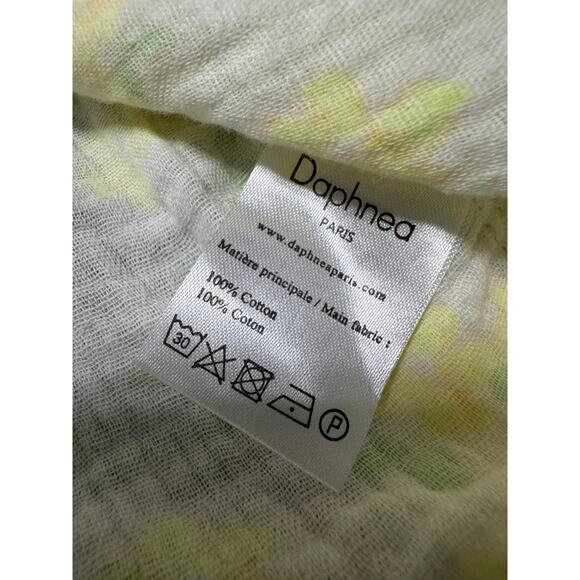 Daphnea
PARIS
www.daphneaparis.com
Matière principale / Main fabric :
100% Cotton
100% Coton
30
P